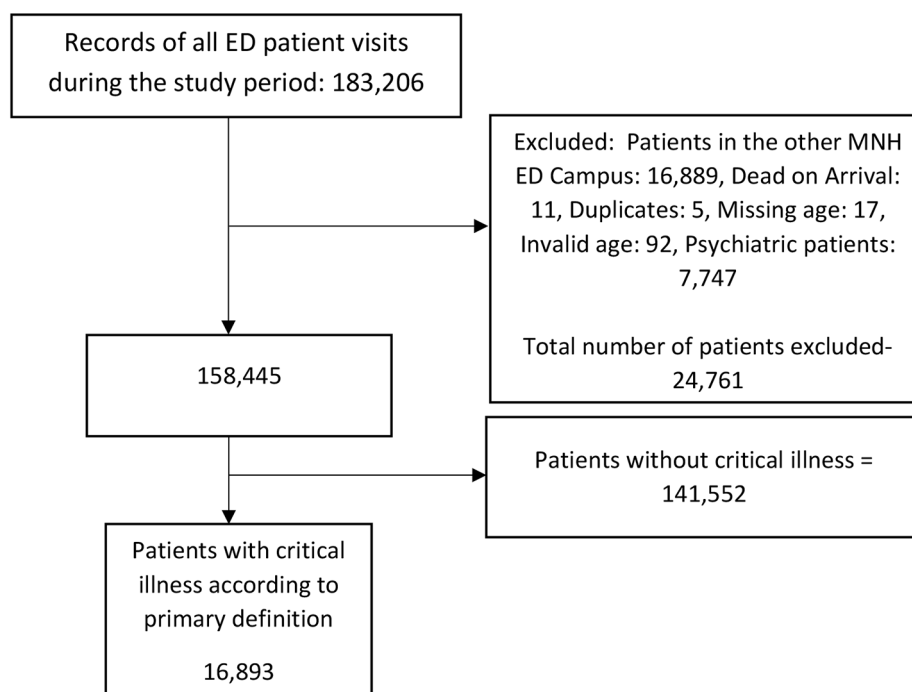 Records of all ED patient visits
during the study period: 183,206
Excluded:  Patients in the other MNH
ED Campus: 16,889, Dead on Arrival:
11, Duplicates: 5, Missing age: 17,
Invalid age: 92, Psychiatric patients:
7,747
Total number of patients excluded-
24,761
158,445
Patients without critical illness =
141,552
Patients with critical
illness according to
primary definition
16,893